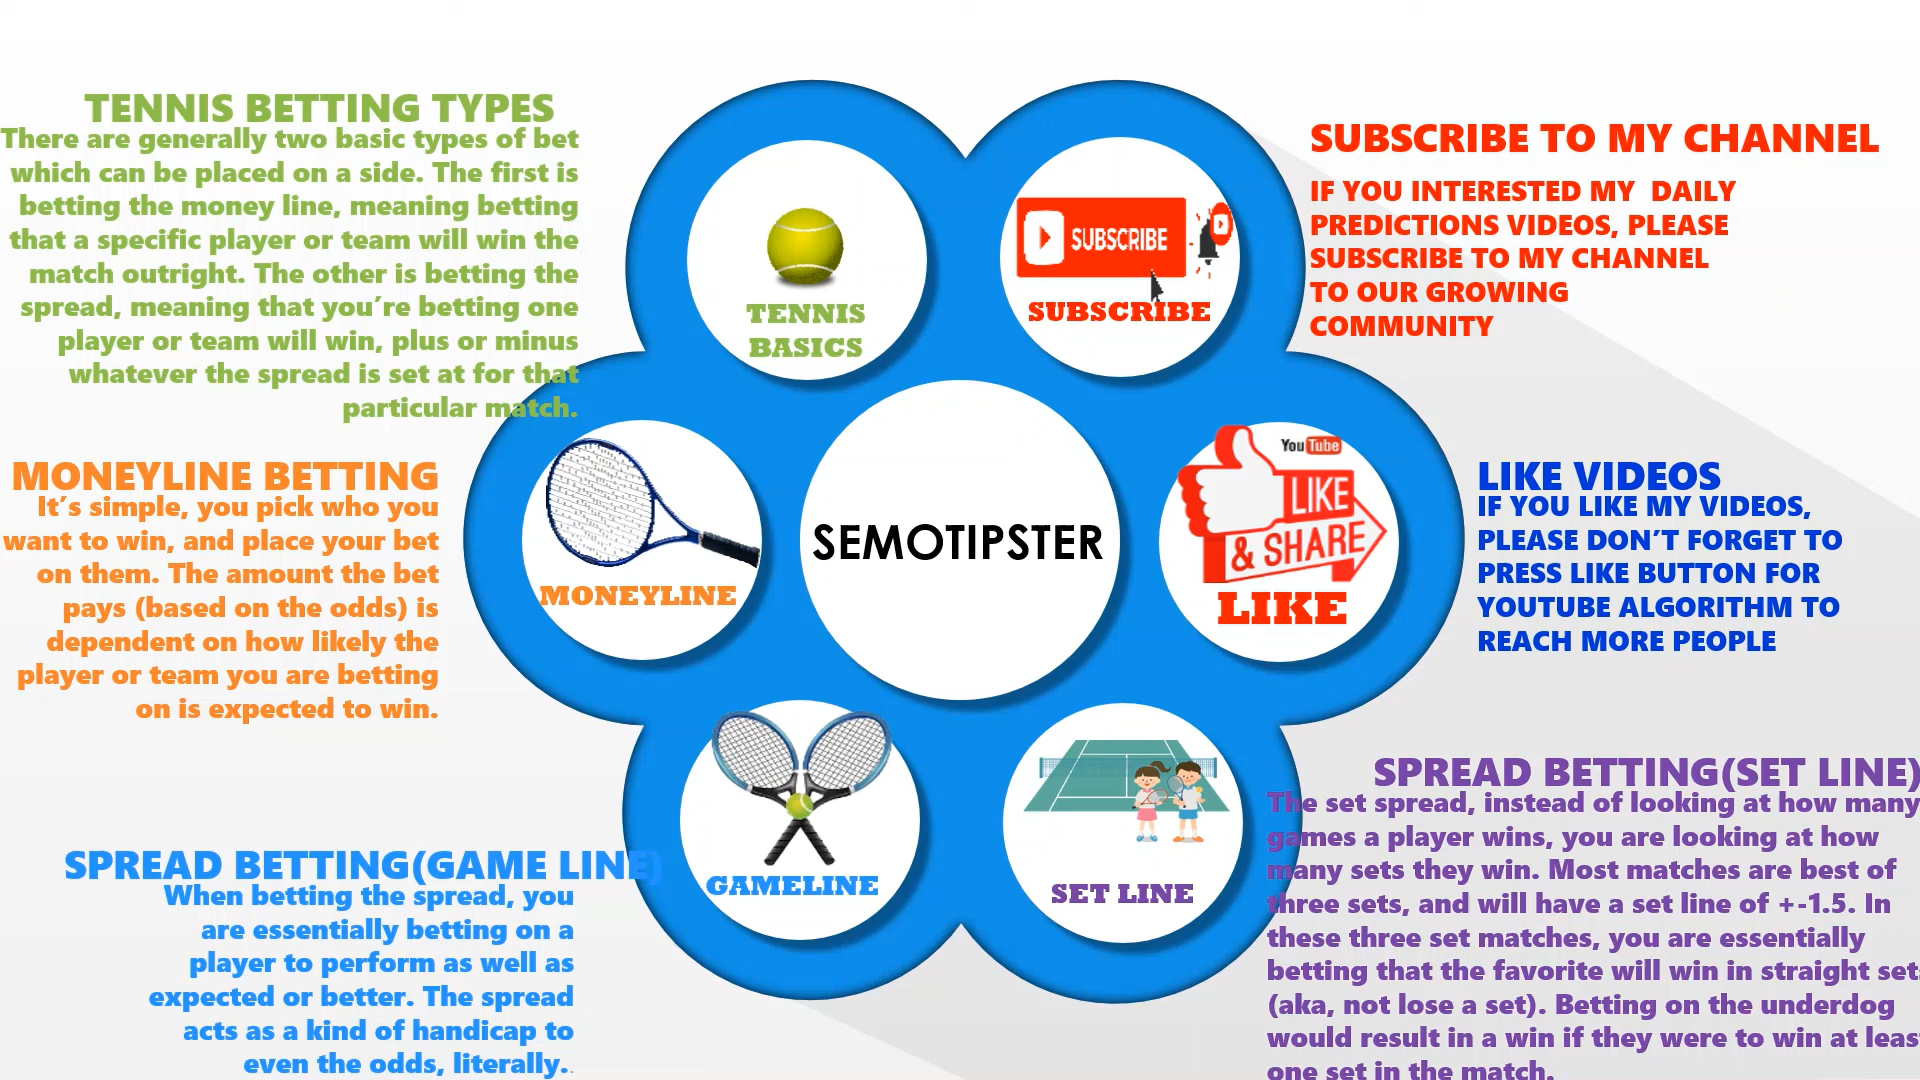 TENNIS BETTING TYPES
There are generally two basic types of bet
which can be placed on a side. The first is
betting the money line, meaning betting
that a specific player or team will win the
match outright. The other is betting the
spread, meaning that you’re betting one
player or team will win, plus or minus
whatever the spread is set at for that
particular match.
MONEYLINE BETTING
It’s simple, you pick who you
want to win, and place your bet
on them. The amount the bet
pays (based on the odds) is
dependent on how likely the
player or team you are betting
on is expected to win.
SPREAD BETTING(GAME LINE)
When betting the spread, you
are essentially betting on a
player to perform as well as
expected or better. The spread
acts as a kind of handicap to
even the odds, literally..
TENNIS
BASICS
SUBSCRIBE
SUBSCRIBE
MONEYLINE
SEMOTIPSTER
YouTube
LIKE
& SHARE
LIKE
GAMELINE
SET LINE
SUBSCRIBE TO MY CHANNEL
IF YOU INTERESTED MY DAILY
PREDICTIONS VIDEOS, PLEASE
SUBSCRIBE TO MY CHANNEL
TO OUR GROWING
COMMUNITY
LIKE VIDEOS
IF YOU LIKE MY VIDEOS,
PLEASE DON’T FORGET TO
PRESS LIKE BUTTON FOR
YOUTUBE ALGORITHM TO
REACH MORE PEOPLE
SPREAD BETTING(SET LINE)
The set spread, instead of looking at how many
games a player wins, you are looking at how
many sets they win. Most matches are best of
three sets, and will have a set line of +-1.5. In
these three set matches, you are essentially
betting that the favorite will win in straight sets
(aka, not lose a set). Betting on the underdog
would result in a win if they were to win at leas
one set in the match.